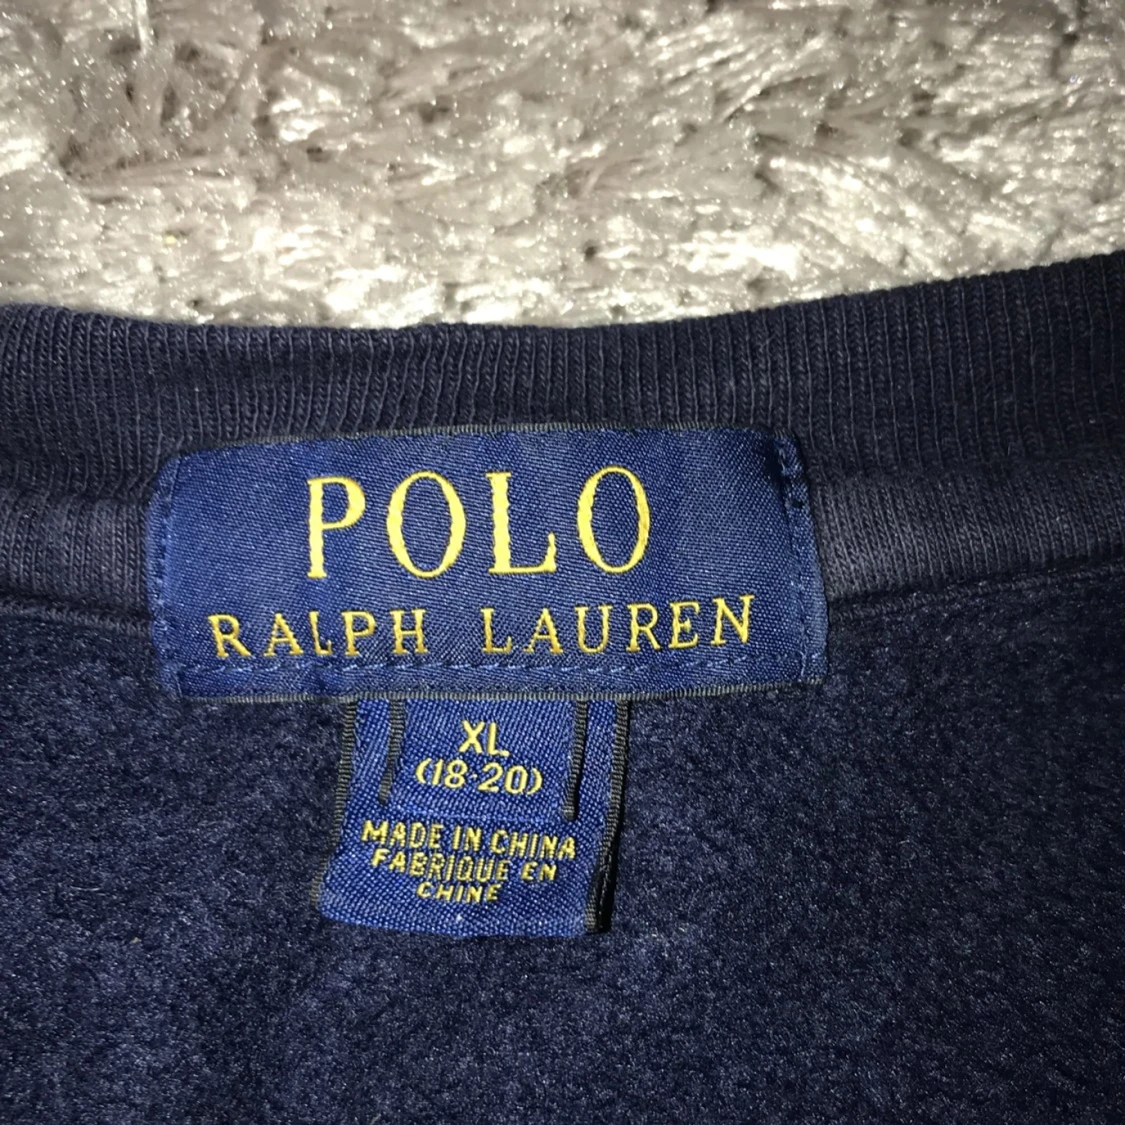 POLO
RALPH LAUREN
XL
(18-20)
MADE IN CHINA
FABRIQUE EN
CHINE